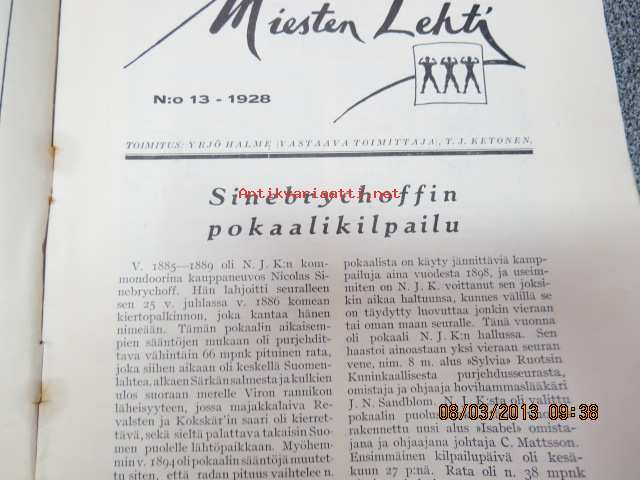 Miesten Lehti
N:o 13 - 1928
TOIMITUS: YRJÖ HALME (VASTAAVA TOIMITTAJA), T. J. KETONEN,
Antikvariaatti.net
Sinebrychoffin
pokaalikilpailu
V. 1885—1889 oli N. J. K:n kom-
mondoorina kauppaneuvos Nicolas Si-
nebrychoff. Hän lahjoitti seuralleen
sen 25 v. juhlassa v. 1886 komean
kiertopalkinnon, joka kantaa hänen
nimeään. Tämän pokaalin aikaisem-
pien sääntöjen mukaan oli purjehdit-
tava vähintäin 66 mpnk pituinen rata,
joka siihen aikaan oli keskellä Suomen-
lahtea, alkaen Särkän salmesta ja kulkien
ulos suoraan merelle Viron rannikon
läheisyyteen, jossa majakkalaiva Re-
valsten ja Kokskär'in saari oli kierret-
tävä, sekä sieltä palattava takaisin Suo-
men puolelle lähtöpaikkaan. Myöhem-
min v. 1894 oli pokaalin sääntöjä muutet-
tu siten, että radan pituus vaihtelee n.
pokaalista on käyty jännittäviä kamp-
pailuja aina vuodesta 1898, ja useim-
miten on N. J. K. voittanut sen joksi-
kin aikaa haltuunsa, kunnes välillä se
on täydytty luovuttaa jonkin vieraan
tai oman maan seuralle. Tänä vuonna
oli pokaali N. J. K:n hallussa. Sen
haastoi ainoastaan yksi vieraan seuran
vene, nim. 8 m. alus »Sylvia» Ruotsin
Kuninkaallisesta purjehdusseurasta,
omistaja ja ohjaaja hovihammaslääkäri
J. N. Sandblom. N. J. K:sta oli valittu
pokaalin
rakennettu uusi alus »Isabel» omista-
jana ja ohjaajana johtaja C. Mattsson.
Ensimmäinen kilpailupäivä oli kesä-
kuun 27 p:nä. Rata oli n. 38 mpnk
08/03/2013 09:38